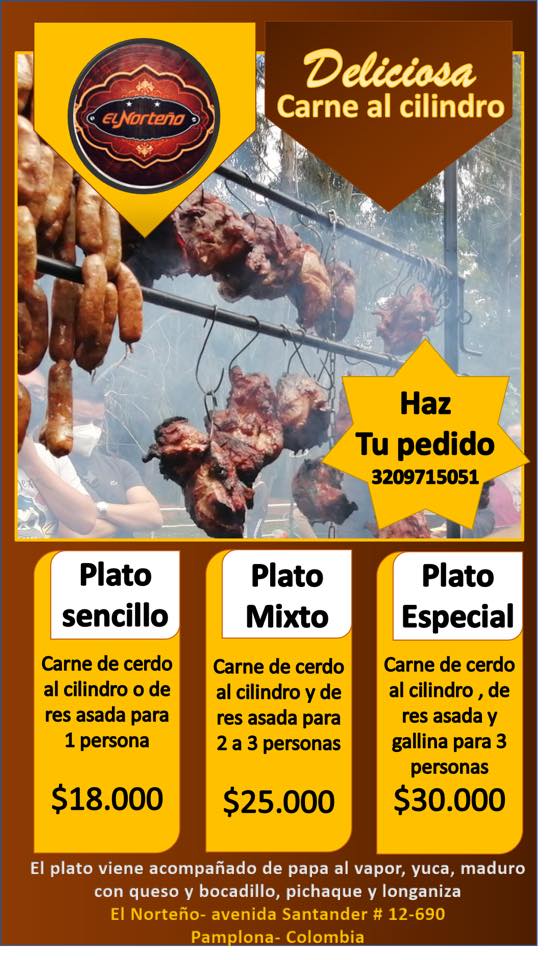 EL NORTEÑO
Deliciosa
Carne al cilindro
Haz
Tu pedido
3209715051
Plato
sencillo
Carne de cerdo
al cilindro o de
res asada para
1 persona
$18.000
Plato
Mixto
Carne de cerdo
al cilindro y de
res asada para
2 a 3 personas
$25.000
Plato
Especial
Carne de cerdo
al cilindro , de
res asada y
gallina para 3
personas
$30.000
El plato viene acompañado de papa al vapor, yuca, maduro
con queso y bocadillo, pichaque y longaniza
El Norteño- avenida Santander # 12-690
Pamplona- Colombia